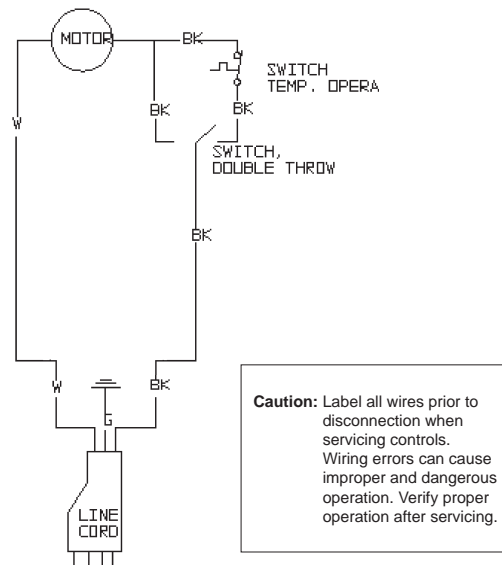 MOTOR
BK
SWITCH
TEMP. OPERA
W
BK
BK
SWITCH,
DOUBLE THROW
BK
W
BK
G
LINE
CORD
Caution: Label all wires prior to
disconnection when
servicing controls.
Wiring errors can cause
improper and dangerous
operation. Verify proper
operation after servicing.